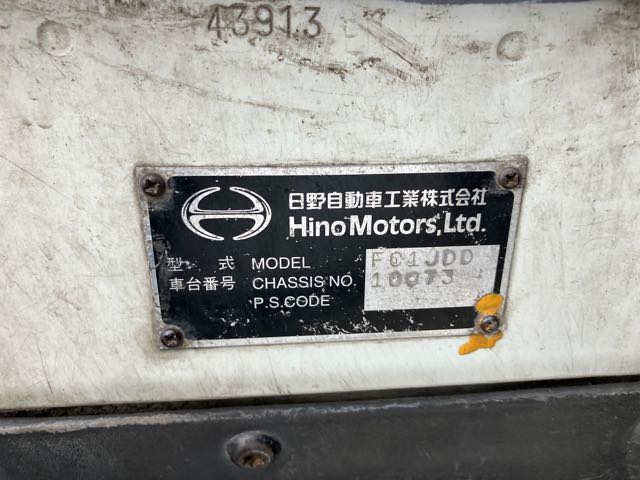 43913
日野自動車工業株式会社
Hino Motors, Ltd.
型 式 MODEL FC1JDD
車台番号 CHASSIS NO. 10073
P.S.CODE